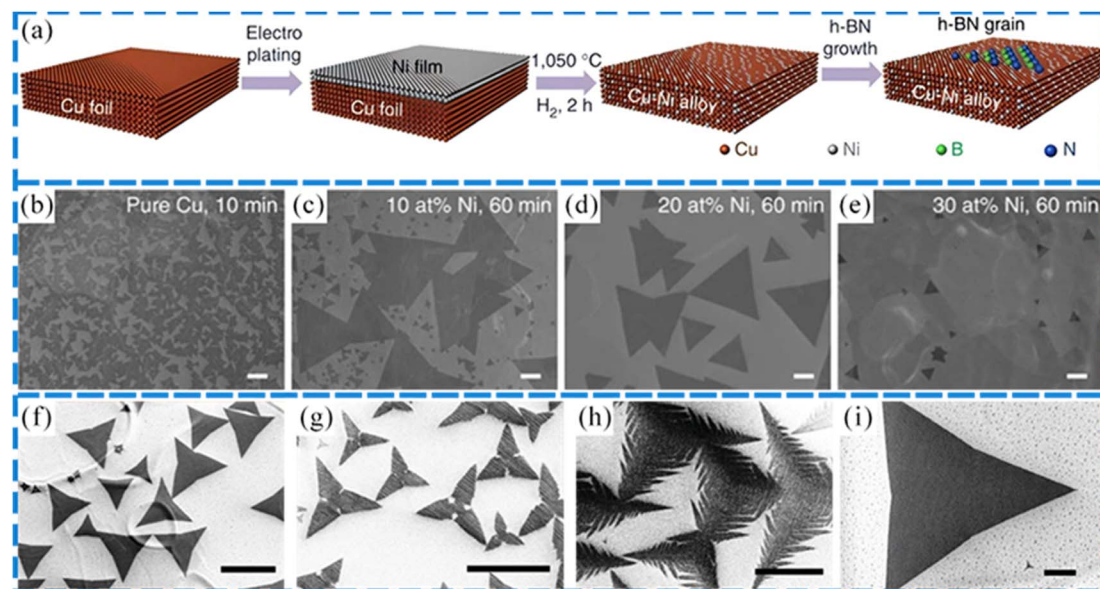 (a)
Electro
plating
1,050 °C
H₂, 2 h
h-BN
growth
h-BN grain
Cu foil
Ni film
Cu foil
Cu-Ni alloy
Cu-Ni alloy
Cu
Ni
B
N
(b)
Pure Cu, 10 min
(c)
10 at% Ni, 60 min
(d)
20 at% Ni, 60 min
(e)
30 at% Ni, 60 min
(f)
(g)
(h)
(i)